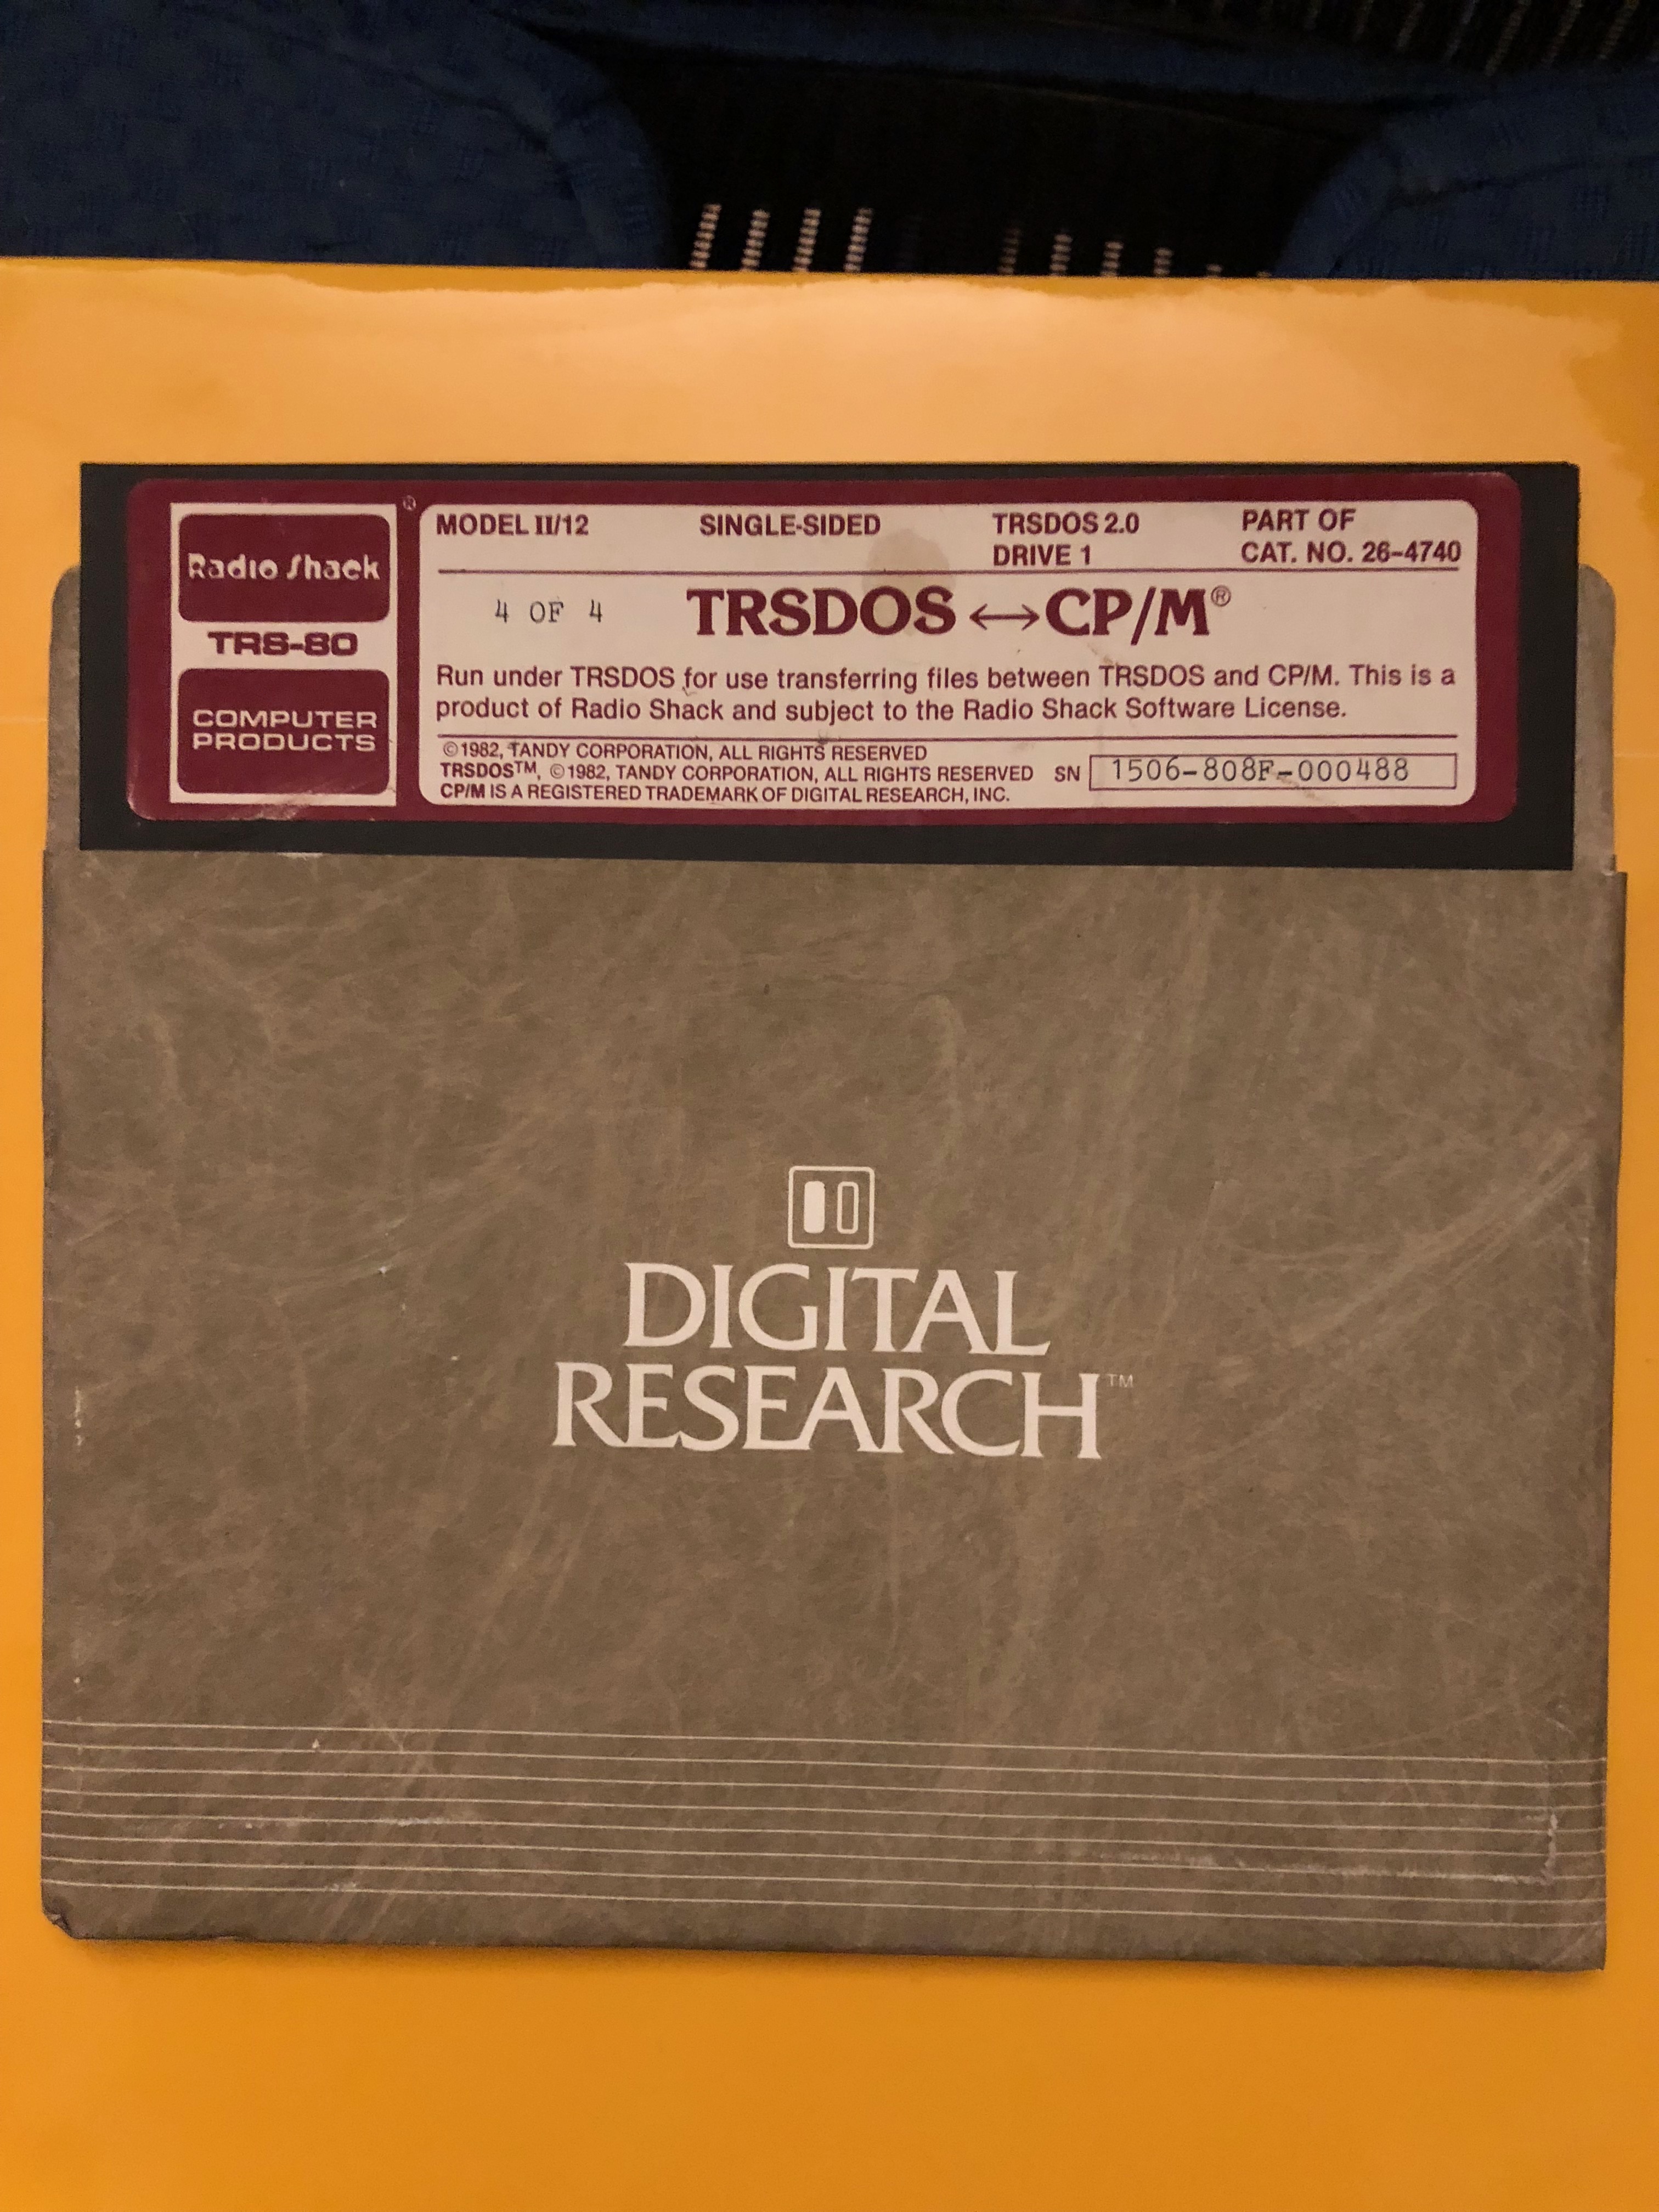 Radio Shack
®
TRS-80
COMPUTER
PRODUCTS
MODEL II/12 SINGLE-SIDED TRSDOS 2.0 PART OF
DRIVE 1 CAT. NO. 26-4740
4 OF 4 TRSDOS ↔ CP/M®
Run under TRSDOS for use transferring files between TRSDOS and CP/M. This is a
product of Radio Shack and subject to the Radio Shack Software License.
©1982, TANDY CORPORATION, ALL RIGHTS RESERVED
TRSDOS™, ©1982, TANDY CORPORATION, ALL RIGHTS RESERVED SN 1506-808F-000488
CP/M IS A REGISTERED TRADEMARK OF DIGITAL RESEARCH, INC.
DIGITAL
RESEARCH™